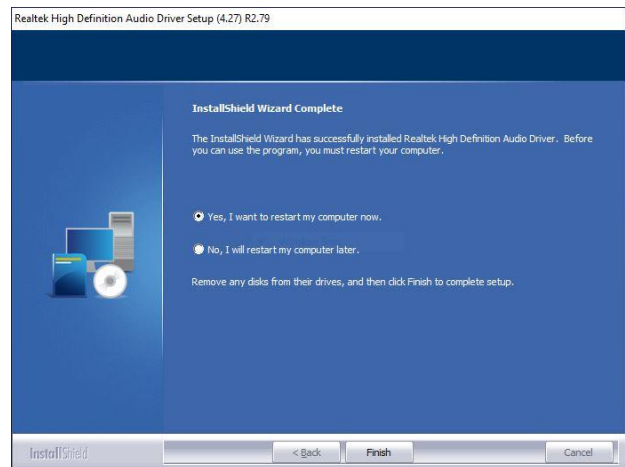 Realtek High Definition Audio Driver Setup (4.27) R2.79
InstallShield Wizard Complete
The InstallShield Wizard has successfully installed Realtek High Definition Audio Driver. Before
you can use the program, you must restart your computer.
Yes, I want to restart my computer now.
No, I will restart my computer later.
Remove any disks from their drives, and then click Finish to complete setup.
InstallShield
< Back
Finish
Cancel